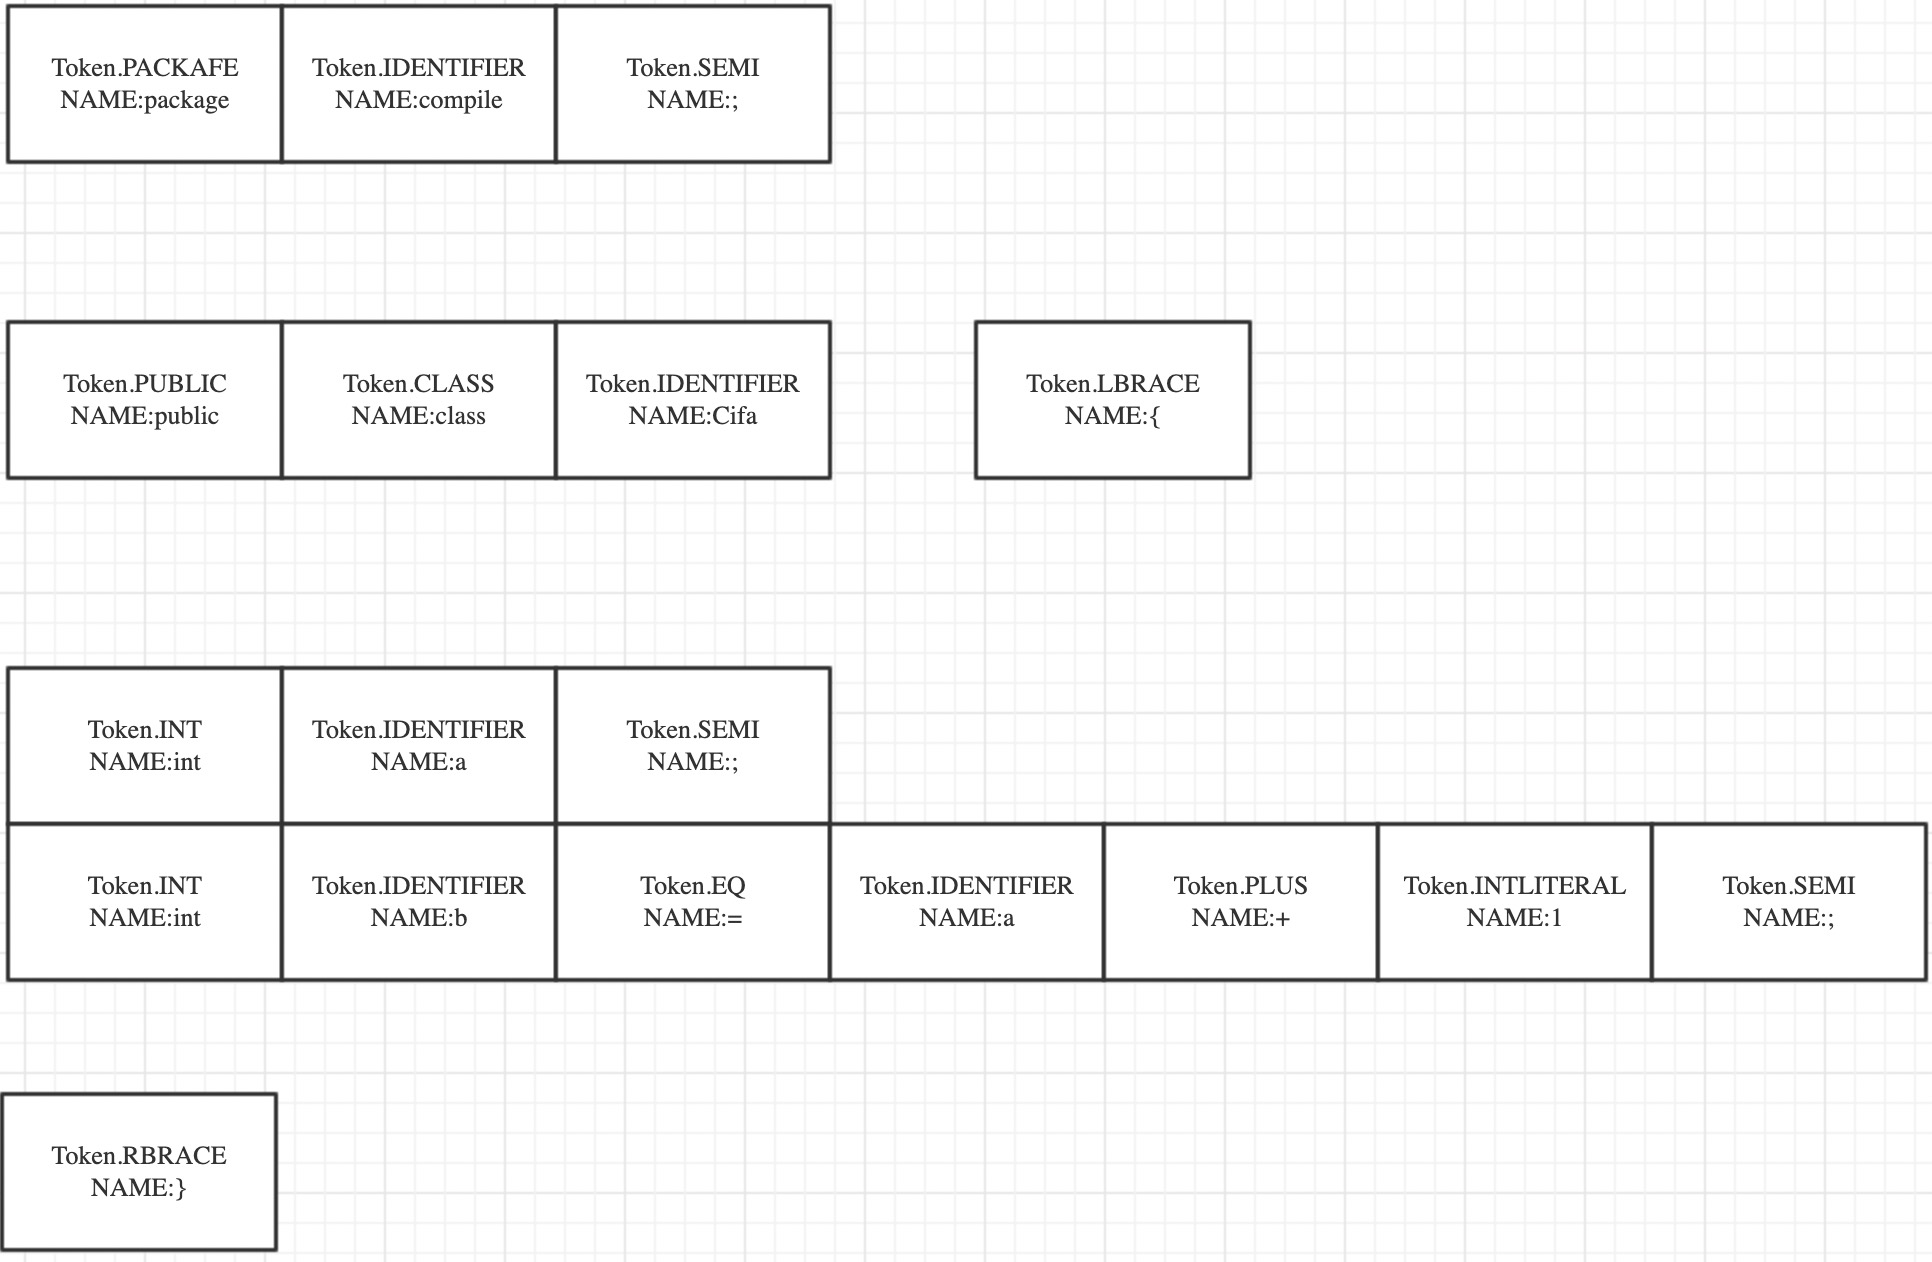 Token.PACKAFE
NAME:package
Token.IDENTIFIER
NAME:compile
Token.SEMI
NAME:;
Token.PUBLIC
NAME:public
Token.CLASS
NAME:class
Token.IDENTIFIER
NAME:Cifa
Token.LBRACE
NAME:{
Token.INT
NAME:int
Token.IDENTIFIER
NAME:a
Token.SEMI
NAME:;
Token.INT
NAME:int
Token.IDENTIFIER
NAME:b
Token.EQ
NAME:=
Token.IDENTIFIER
NAME:a
Token.PLUS
NAME:+
Token.INTLITERAL
NAME:1
Token.SEMI
NAME:;
Token.RBRACE
NAME:}